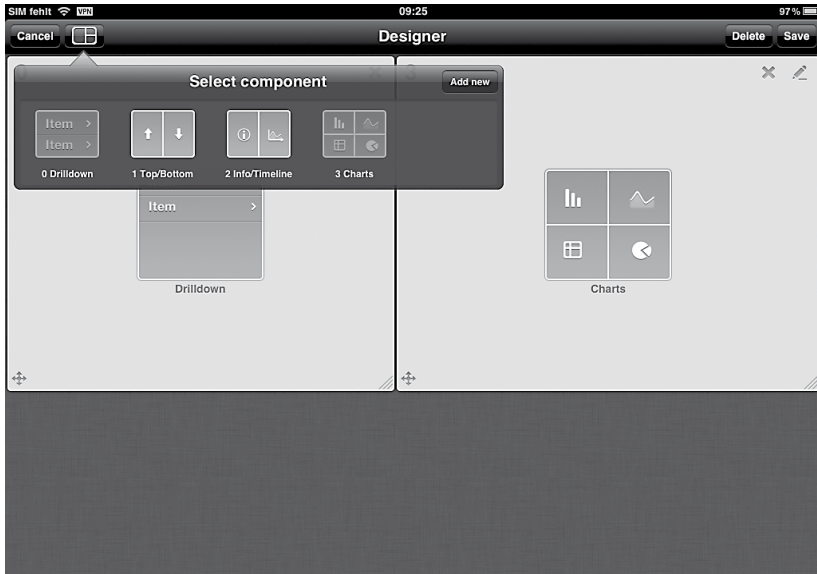 SIM fehlt VPN 09:25 97%
Cancel Designer Delete Save
Select component Add new 3
Item
Item
0 Drilldown 1 Top/Bottom 2 Info/Timeline 3 Charts
Item
Drilldown Charts